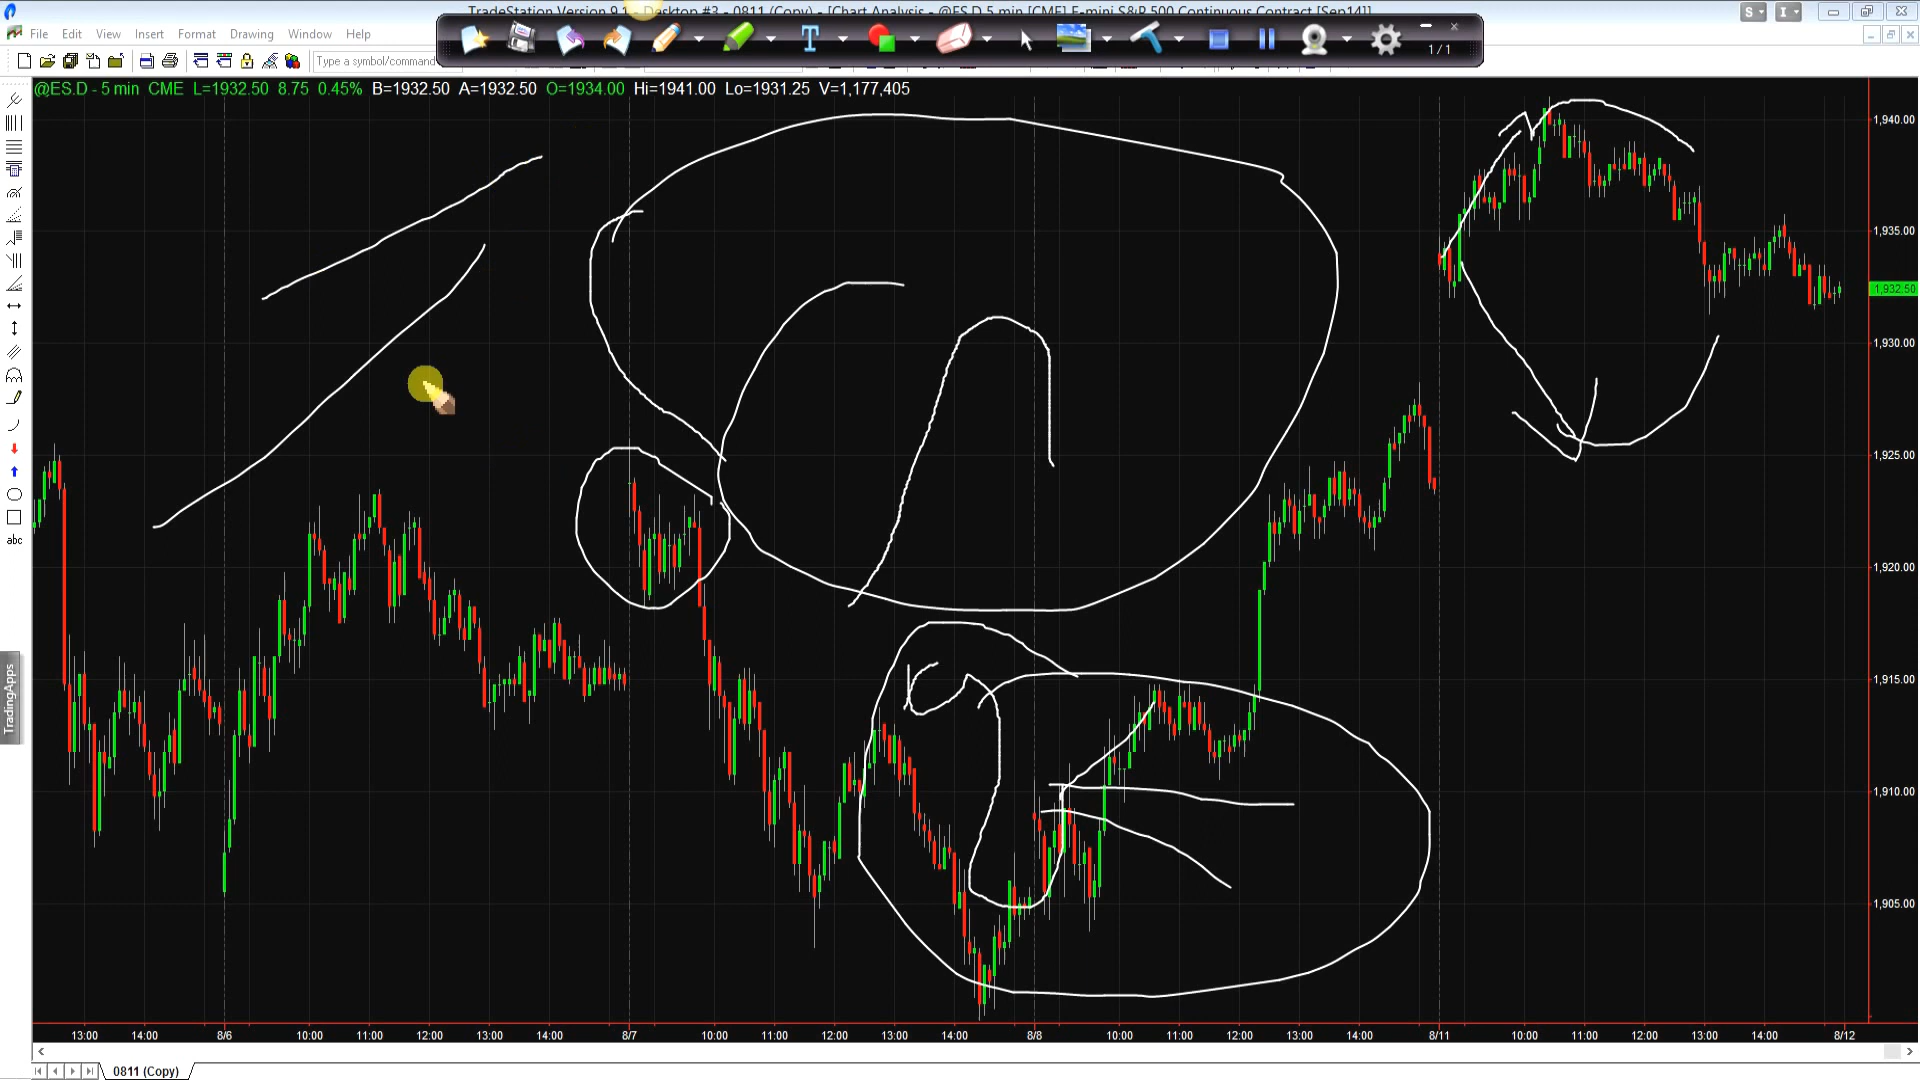 TradeStation Version 9.1 - Desktop #3 - 0811 (Copy) - [Chart Analysis - @ES.D 5 min [CME] E-mini S&P 500 Continuous Contract [Sep14]]
S I
File Edit View Insert Format Drawing Window Help
T
1 / 1
Type a symbol/command
@ES.D - 5 min CME L=1932.50 8.75 0.45% B=1932.50 A=1932.50 O=1934.00 Hi=1941.00 Lo=1931.25 V=1,177,405
1,940.00
1,935.00
1,932.50
1,930.00
1,925.00
1,920.00
1,915.00
1,910.00
1,905.00
abc
TradingApps
13:00 14:00 8/6 10:00 11:00 12:00 13:00 14:00 8/7 10:00 11:00 12:00 13:00 14:00 8/8 10:00 11:00 12:00 13:00 14:00 8/11 10:00 11:00 12:00 13:00 14:00 8/12
0811 (Copy)